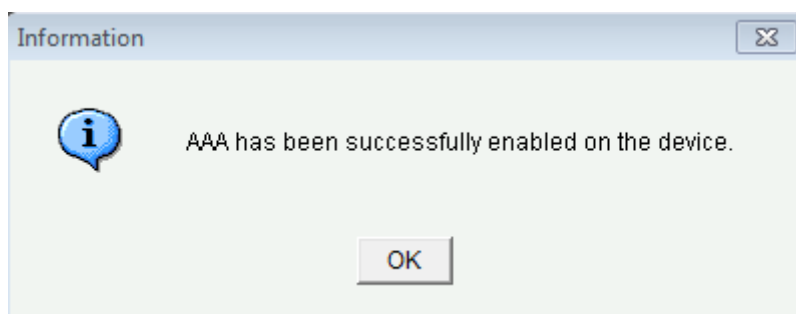 Information
AAA has been successfully enabled on the device.
OK